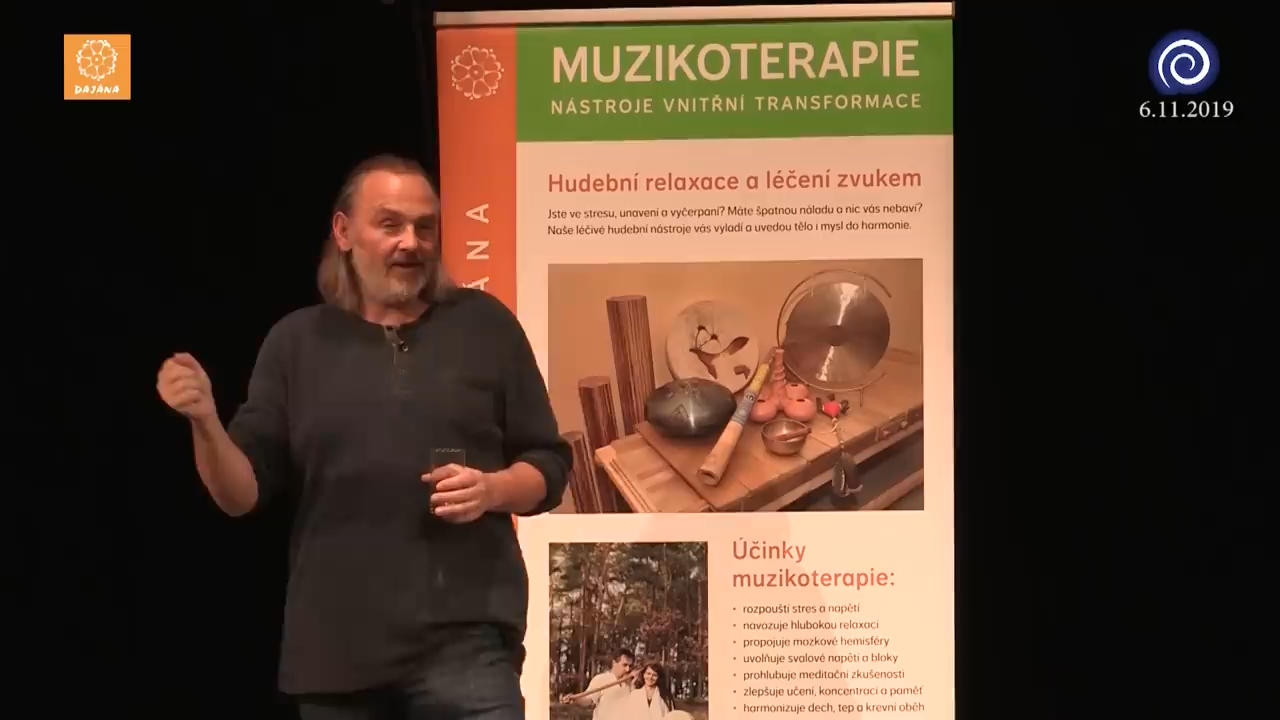 DAJÁNA
6.11.2019
ÁNA
MUZIKOTERAPIE
NÁSTROJE VNITŘNÍ TRANSFORMACE
Hudební relaxace a léčení zvukem
Jste ve stresu, unavení a vyčerpaní? Máte špatnou náladu a nic vás nebaví?
Naše léčivé hudební nástroje vás vyladí a uvedou tělo i mysl do harmonie.
Účinky
muzikoterapie:
• rozpouští stres a napětí
• navozuje hlubokou relaxaci
• propojuje mozkové hemisféry
• uvolňuje svalové napětí a bloky
• prohlubuje meditační zkušenosti
• zlepšuje učení, koncentraci a paměť
• harmonizuje dech, tep a krevní oběh